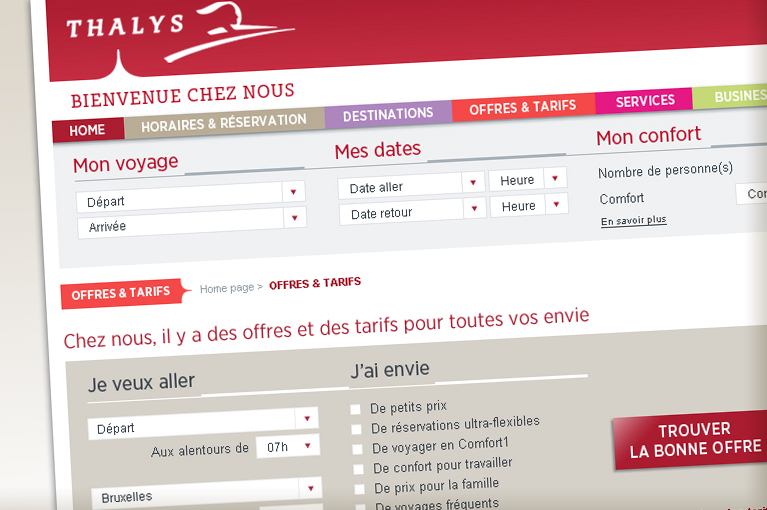 THALYS
BIENVENUE CHEZ NOUS
HOME HORAIRES & RÉSERVATION DESTINATIONS OFFRES & TARIFS SERVICES BUSINES
Mon voyage Mes dates Mon confort
Départ Date aller Heure Nombre de personne(s)
Arrivée Date retour Heure Comfort
En savoir plus
OFFRES & TARIFS Home page > OFFRES & TARIFS
Chez nous, il y a des offres et des tarifs pour toutes vos envie
Je veux aller J'ai envie
Départ De petits prix
De réservations ultra-flexibles
Aux alentours de 07h De voyager en Comfort1
De confort pour travailler
Bruxelles De prix pour la famille
De voyages fréquents
TROUVER
LA BONNE OFFRE